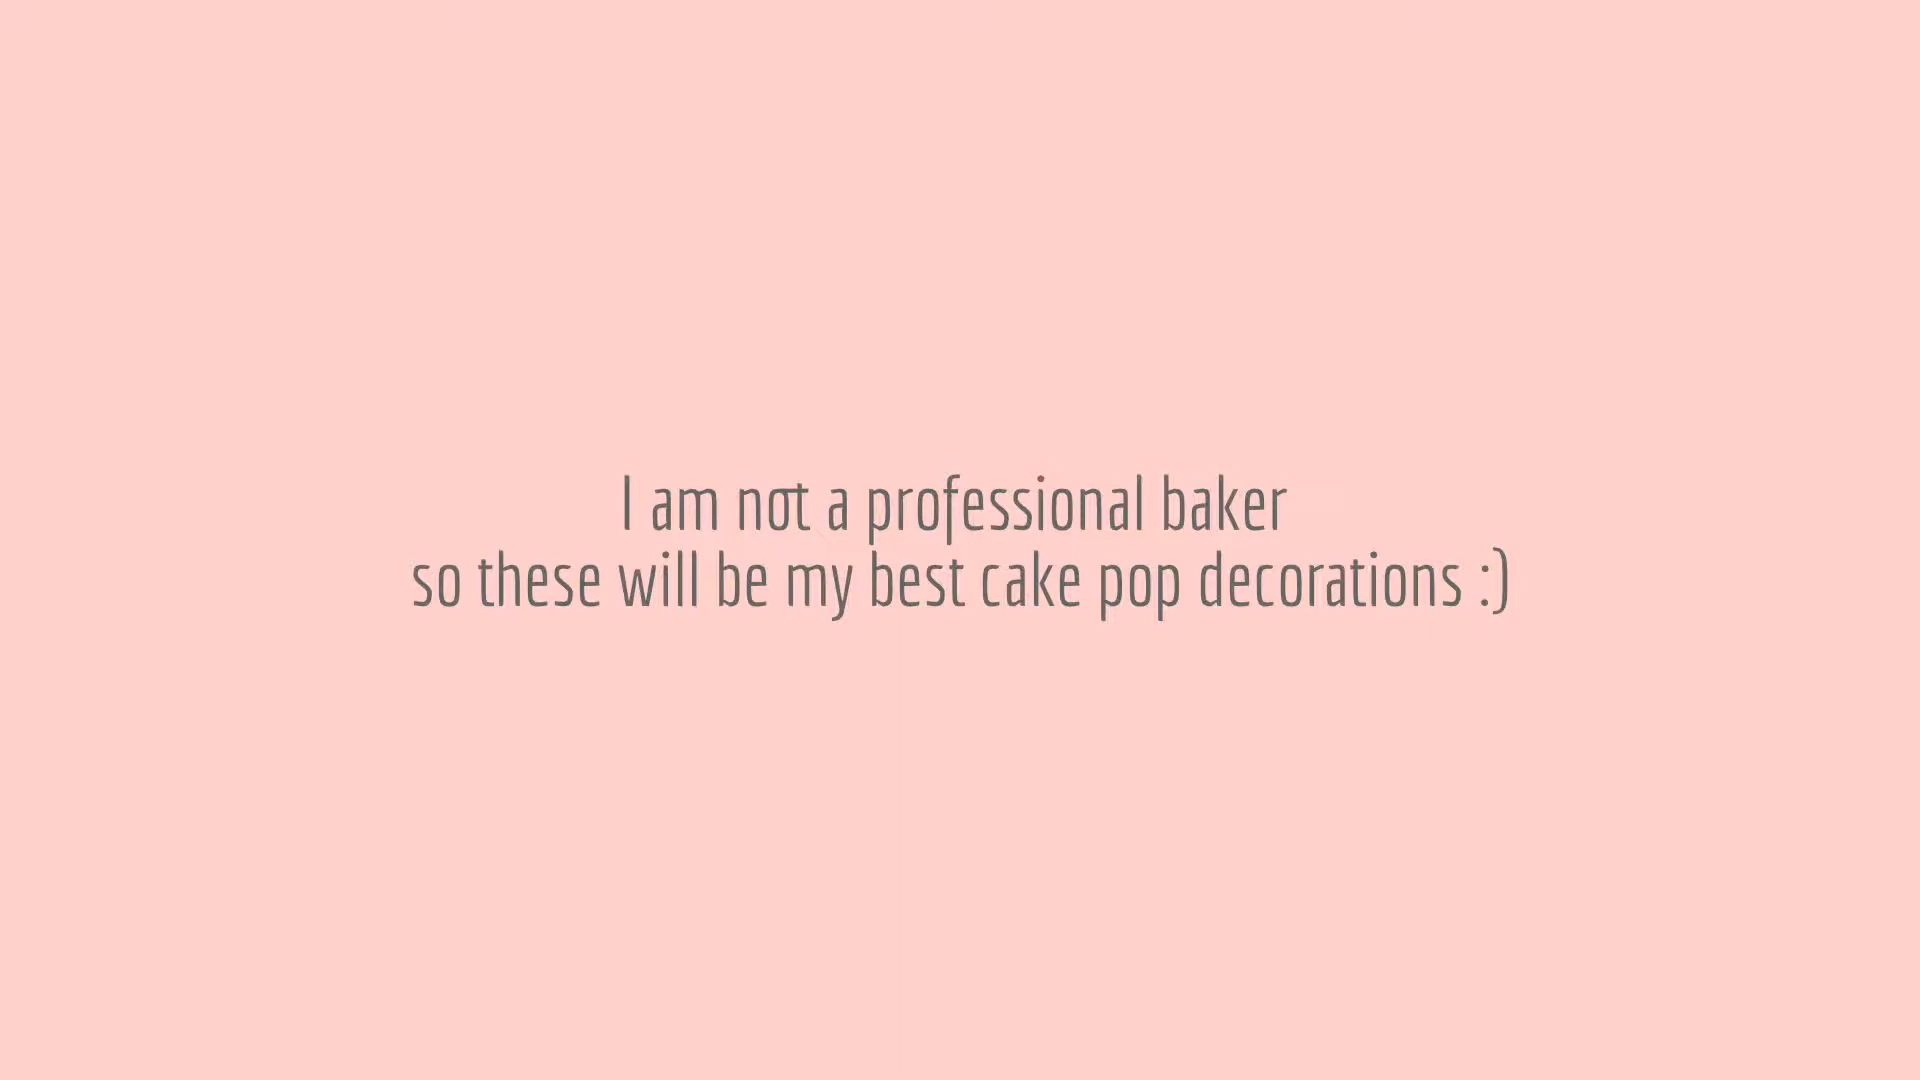 I am not a professional baker
so these will be my best cake pop decorations :)